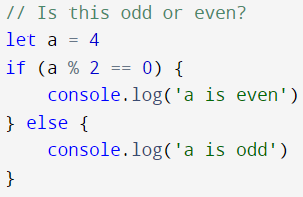 // Is this odd or even?
let a = 4
if (a % 2 == 0) {
    console.log('a is even')
} else {
    console.log('a is odd')
}